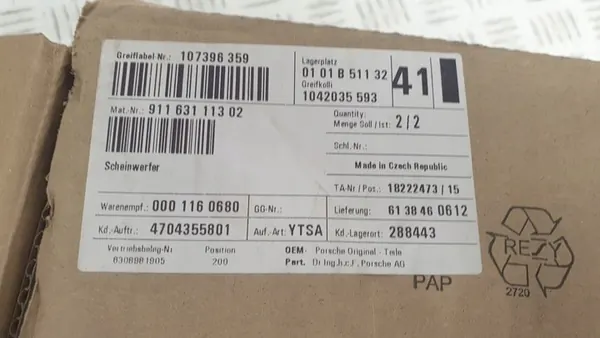 Greiflabel-Nr.: 107396 359
Lagerplatz
01 01 B 511 32
Greifkolli
1042035 593
41
Mat.-Nr.: 911 631 113 02
Quantity:
Menge Soll / Ist: 2 / 2
Schl.Nr.:
Scheinwerfer
Made in Czech Republic
TA-Nr / Pos.: 18222473 / 15
Warenempf.: 000 116 0680
GG-Nr.:
Lieferung: 61 38 46 0612
Kd.-Auftr.: 4704355801
Auf.-Art: YTSA
Kd.-Lagerort: 288443
Vertriebsbeleg-Nr.
Position
200
OEM: Porsche Original - Teile
Part. Dr.Ing.h.c.F. Porsche AG
REZY
2720
PAP